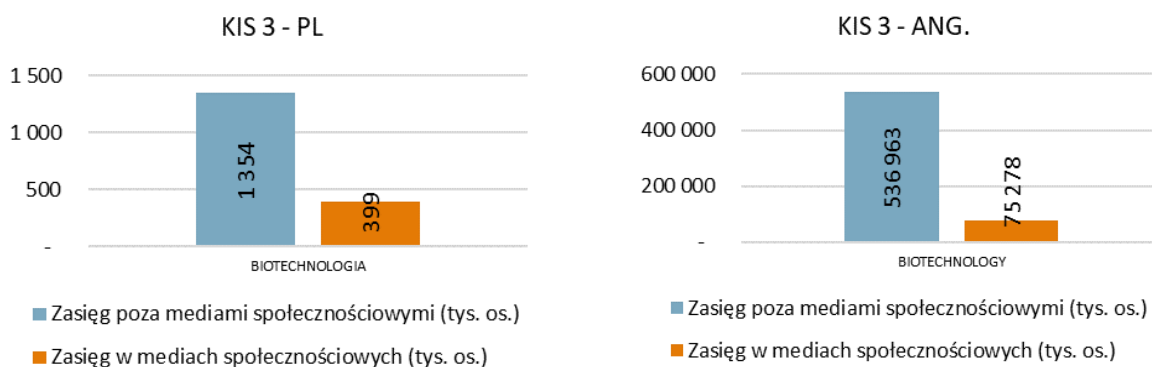 KIS 3 - PL
1 500
1 000
500
-
1 354
399
BIOTECHNOLOGIA
Zasięg poza mediami społecznościowymi (tys. os.)
Zasięg w mediach społecznościowych (tys. os.)
KIS 3 - ANG.
600 000
400 000
200 000
-
536 963
75 278
BIOTECHNOLOGY
Zasięg poza mediami społecznościowymi (tys. os.)
Zasięg w mediach społecznościowych (tys. os.)